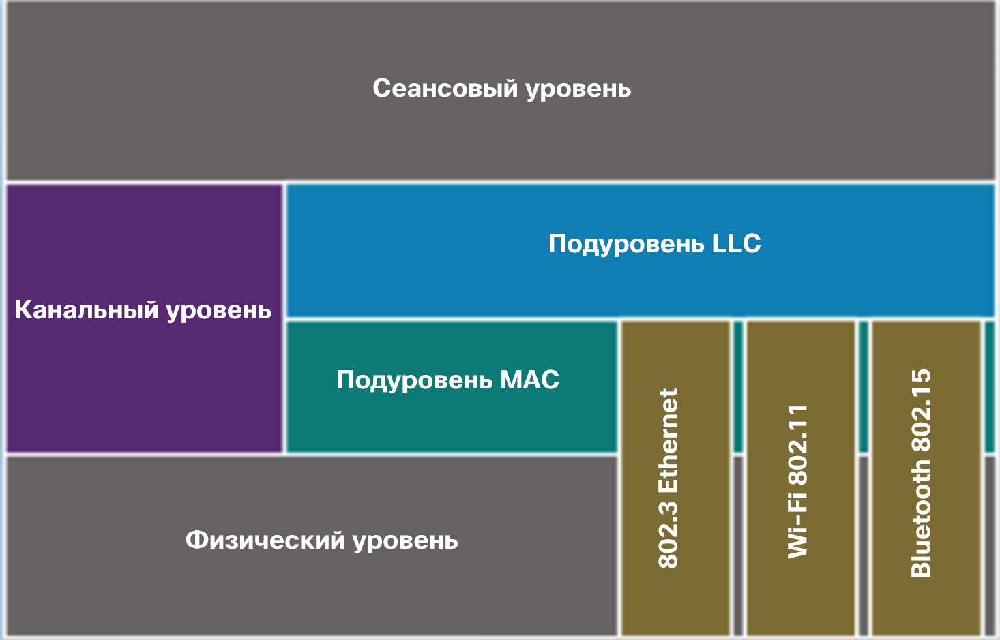 Сеансовый уровень
Канальный уровень
Подуровень LLC
Подуровень MAC
802.3 Ethernet
Wi-Fi 802.11
Bluetooth 802.15
Физический уровень